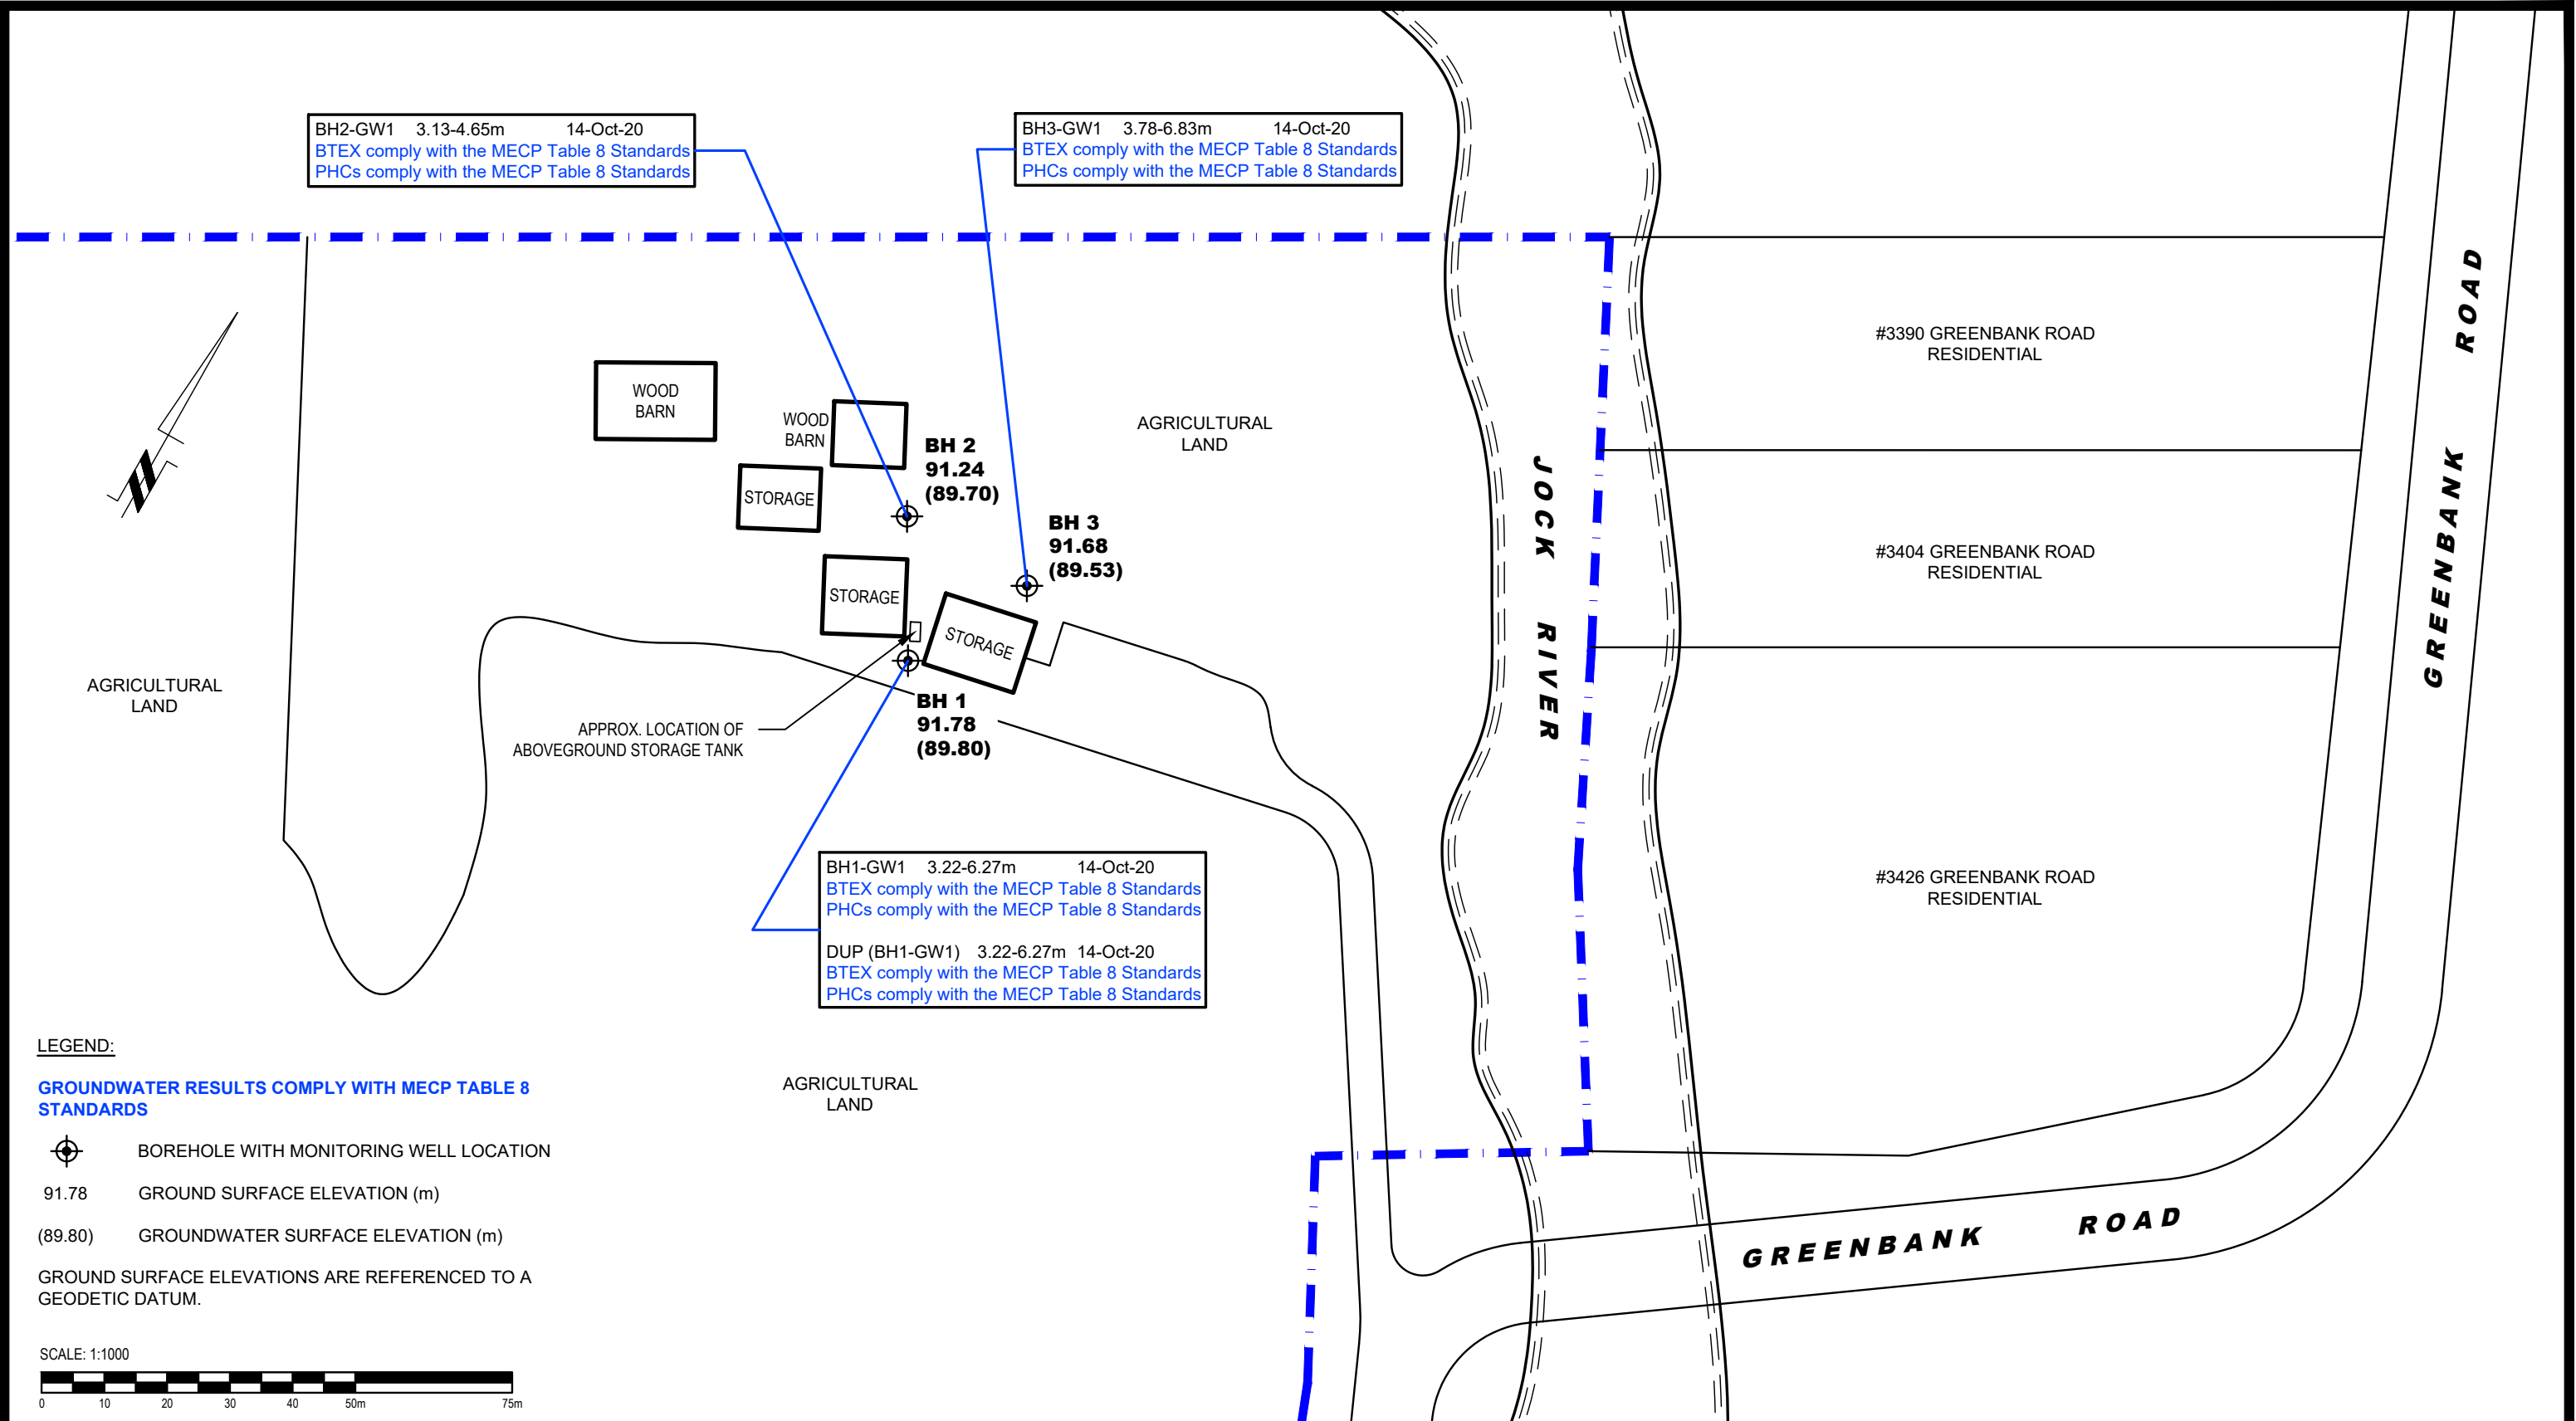 BH2-GW1 3.13-4.65m 14-Oct-20
BTEX comply with the MECP Table 8 Standards
PHCs comply with the MECP Table 8 Standards
BH3-GW1 3.78-6.83m 14-Oct-20
BTEX comply with the MECP Table 8 Standards
PHCs comply with the MECP Table 8 Standards
WOOD
BARN
WOOD
BARN
STORAGE
STORAGE
STORAGE
BH 2
91.24
(89.70)
BH 3
91.68
(89.53)
BH 1
91.78
(89.80)
AGRICULTURAL
LAND
AGRICULTURAL
LAND
APPROX. LOCATION OF
ABOVEGROUND STORAGE TANK
JOCK RIVER
#3390 GREENBANK ROAD
RESIDENTIAL
#3404 GREENBANK ROAD
RESIDENTIAL
#3426 GREENBANK ROAD
RESIDENTIAL
GREENBANK ROAD
BH1-GW1 3.22-6.27m 14-Oct-20
BTEX comply with the MECP Table 8 Standards
PHCs comply with the MECP Table 8 Standards
DUP (BH1-GW1) 3.22-6.27m 14-Oct-20
BTEX comply with the MECP Table 8 Standards
PHCs comply with the MECP Table 8 Standards
AGRICULTURAL
LAND
GREENBANK ROAD
LEGEND:
GROUNDWATER RESULTS COMPLY WITH MECP TABLE 8
STANDARDS
BOREHOLE WITH MONITORING WELL LOCATION
91.78 GROUND SURFACE ELEVATION (m)
(89.80) GROUNDWATER SURFACE ELEVATION (m)
GROUND SURFACE ELEVATIONS ARE REFERENCED TO A
GEODETIC DATUM.
SCALE: 1:1000
0 10 20 30 40 50m 75m